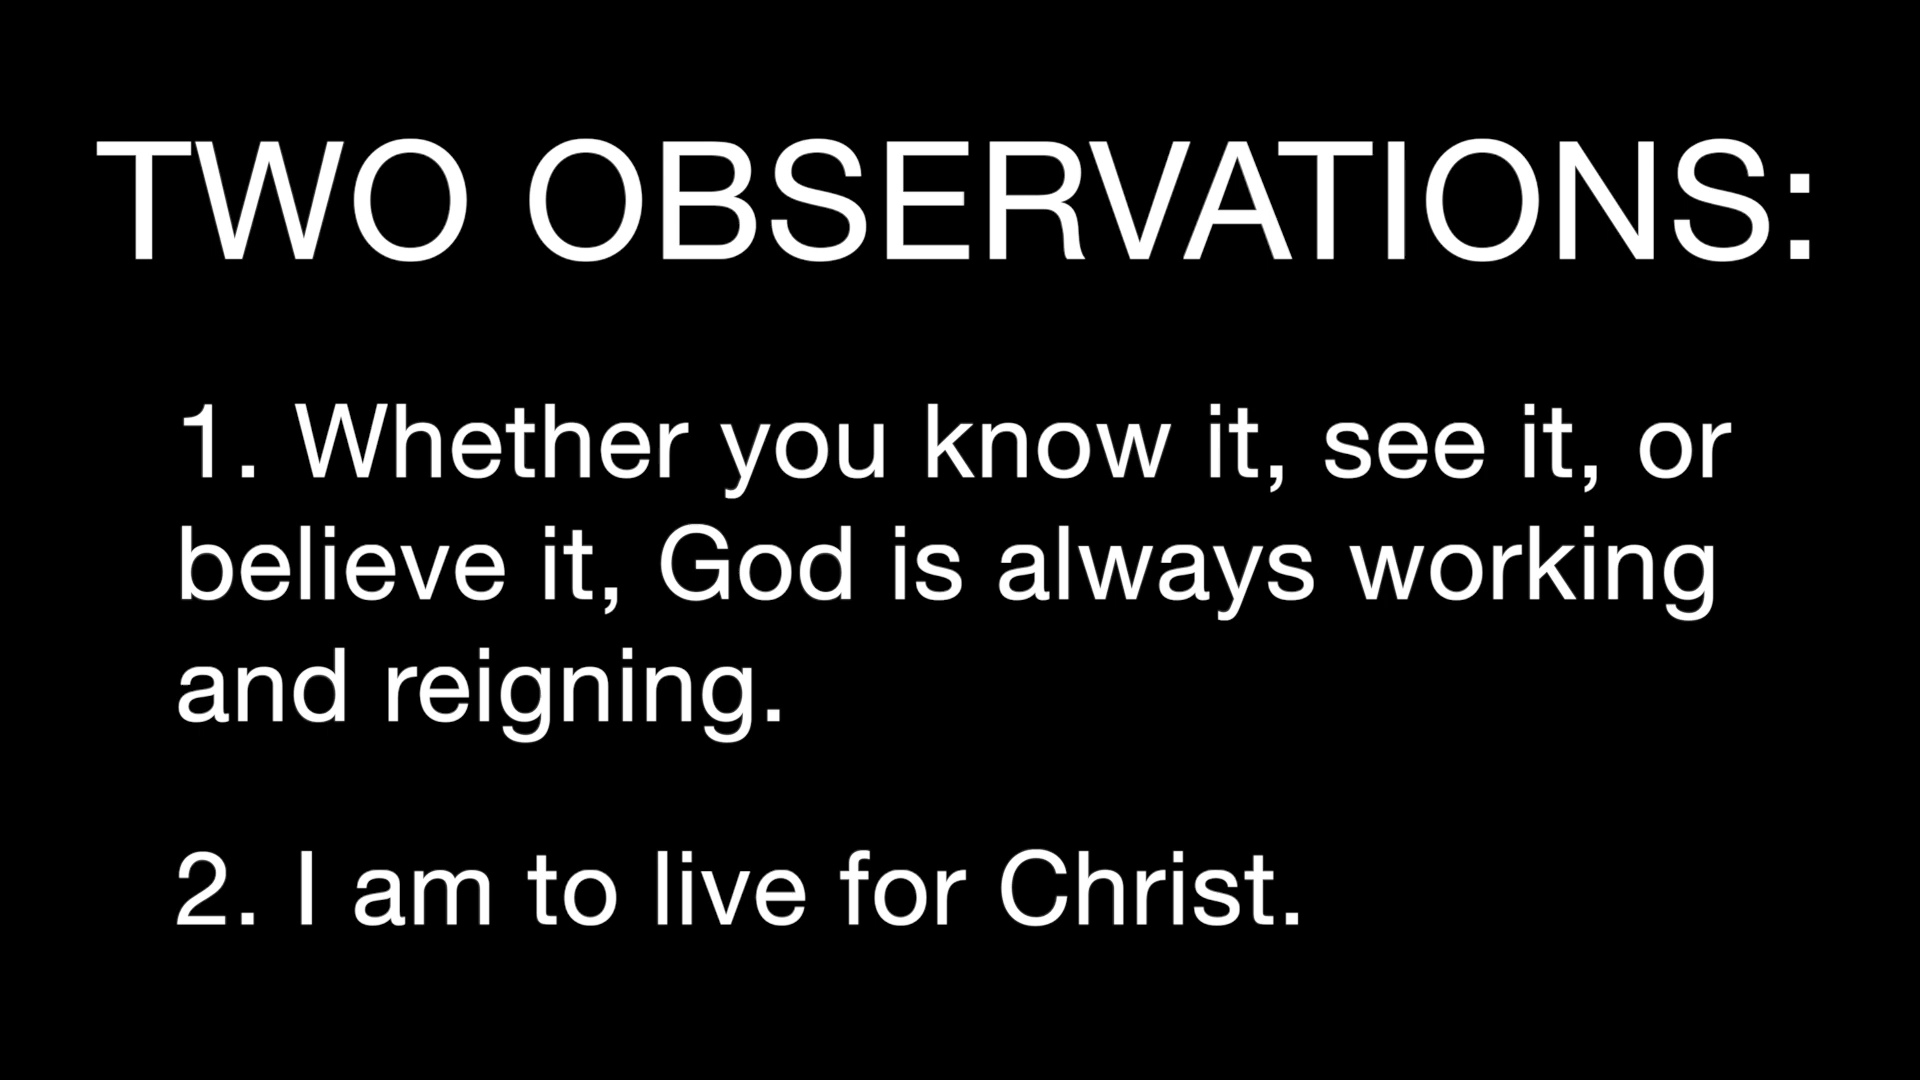 TWO OBSERVATIONS:
1. Whether you know it, see it, or
believe it, God is always working
and reigning.
2. I am to live for Christ.